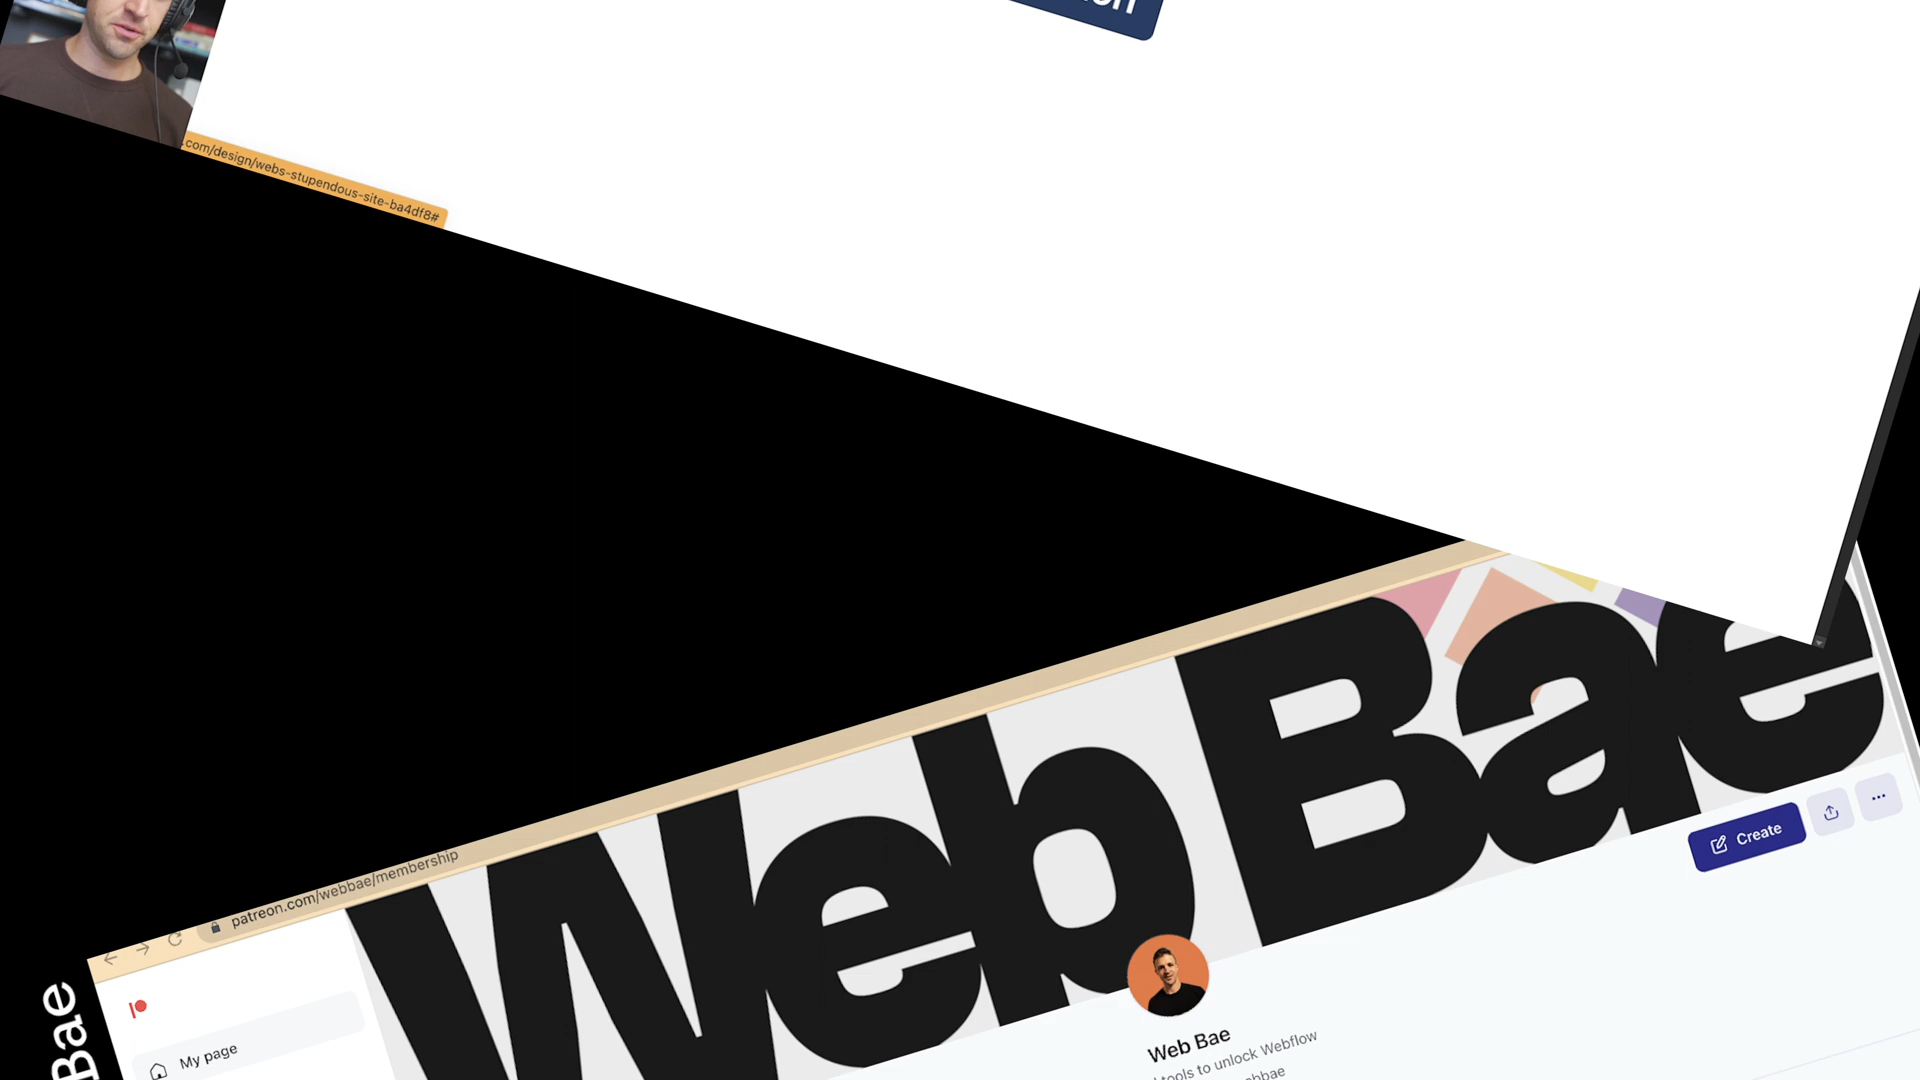 .com/design/webs-stupendous-site-ba4df8#
patreon.com/webbae/membership
Web Bae
Create
Bae
My page
Web Bae
tools to unlock Webflow